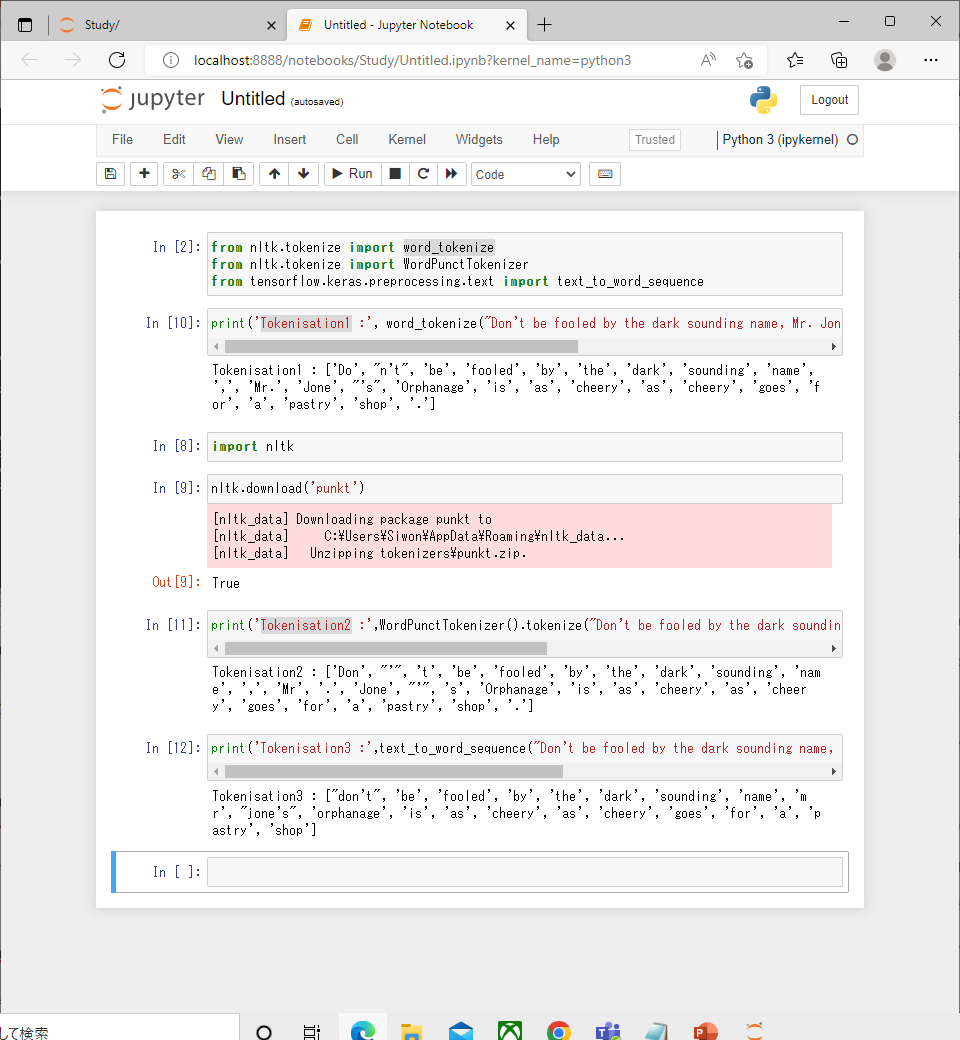 Study/
Untitled - Jupyter Notebook
localhost:8888/notebooks/Study/Untitled.ipynb?kernel_name=python3
jupyter Untitled (autosaved)
Logout
File Edit View Insert Cell Kernel Widgets Help
Trusted
Python 3 (ipykernel)
Run
Code
In [2]: from nltk.tokenize import word_tokenize
from nltk.tokenize import WordPunctTokenizer
from tensorflow.keras.preprocessing.text import text_to_word_sequence
In [10]: print('Tokenisation1 :', word_tokenize("Don't be fooled by the dark sounding name, Mr. Jon
Tokenisation1 : ['Do', "n't", 'be', 'fooled', 'by', 'the', 'dark', 'sounding', 'name',
',', 'Mr.', 'Jone', "'s", 'Orphanage', 'is', 'as', 'cheery', 'as', 'cheery', 'goes', 'f
or', 'a', 'pastry', 'shop', '.']
In [8]: import nltk
In [9]: nltk.download('punkt')
[nltk_data] Downloading package punkt to
[nltk_data]     C:¥Users¥Siwon¥AppData¥Roaming¥nltk_data...
[nltk_data]   Unzipping tokenizers¥punkt.zip.
Out[9]: True
In [11]: print('Tokenisation2 :',WordPunctTokenizer().tokenize("Don't be fooled by the dark soundin
Tokenisation2 : ['Don', "'", 't', 'be', 'fooled', 'by', 'the', 'dark', 'sounding', 'nam
e', ',', 'Mr', '.', 'Jone', "'", 's', 'Orphanage', 'is', 'as', 'cheery', 'as', 'cheer
y', 'goes', 'for', 'a', 'pastry', 'shop', '.']
In [12]: print('Tokenisation3 :',text_to_word_sequence("Don't be fooled by the dark sounding name,
Tokenisation3 : ["don't", 'be', 'fooled', 'by', 'the', 'dark', 'sounding', 'name', 'm
r', "jone's", 'orphanage', 'is', 'as', 'cheery', 'as', 'cheery', 'goes', 'for', 'a', 'p
astry', 'shop']
In [ ]:
して検索